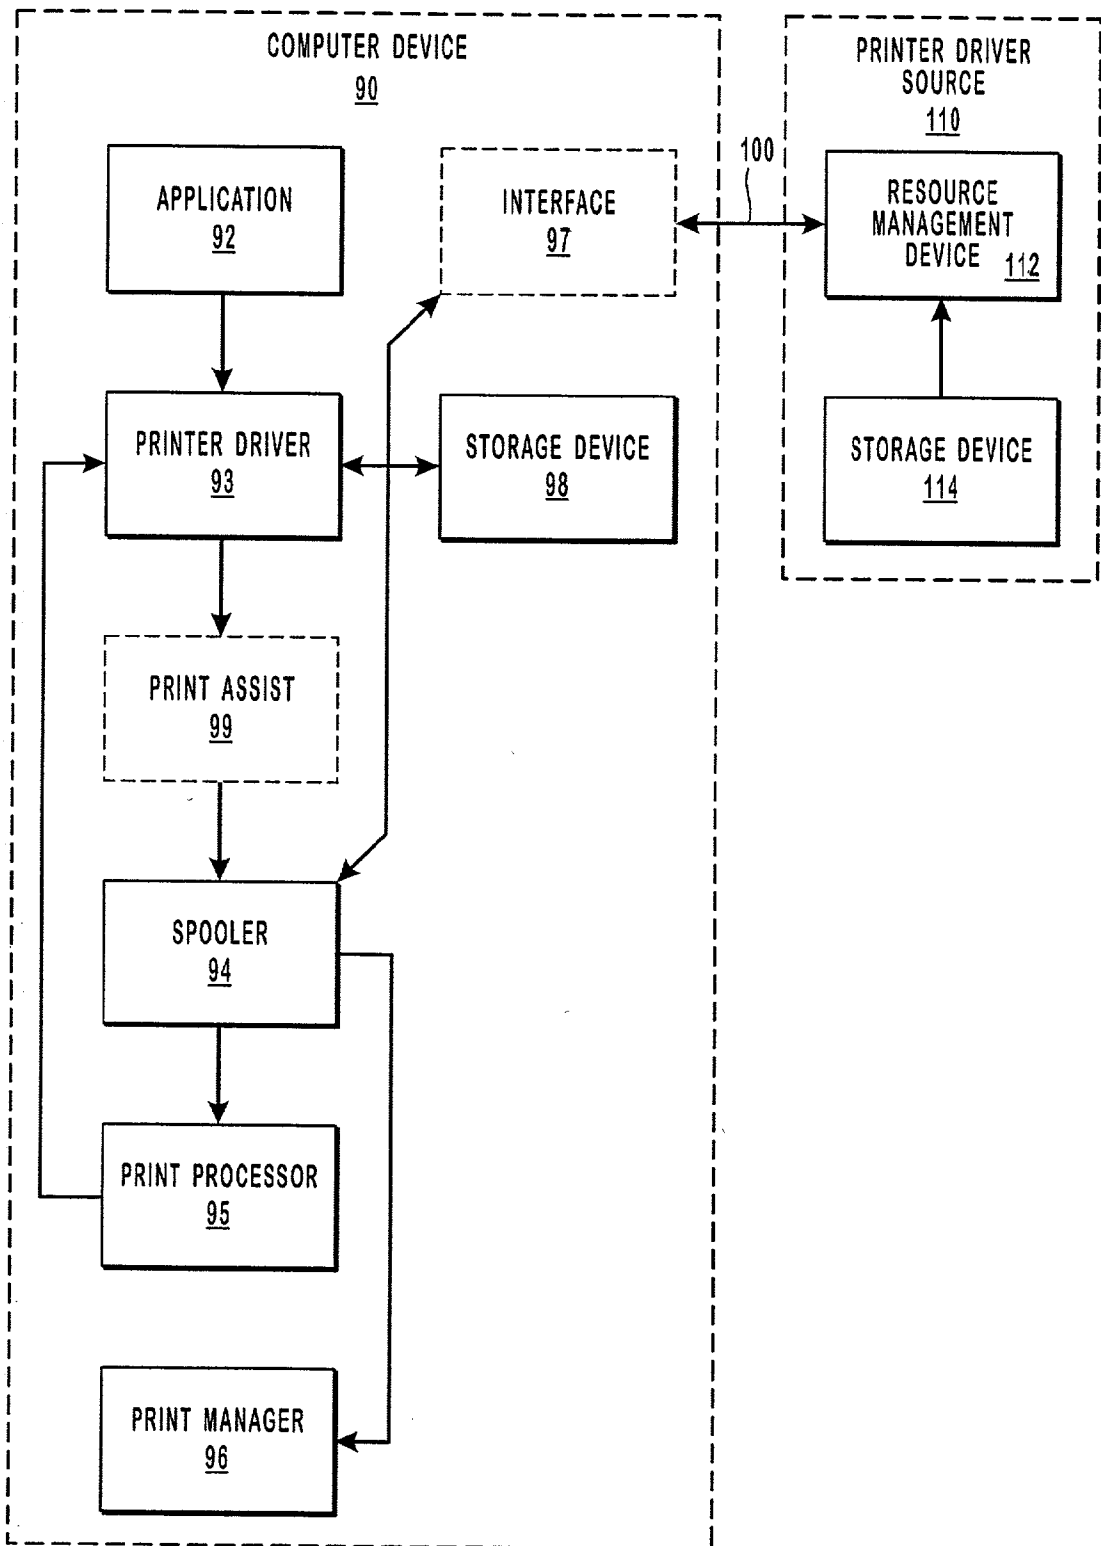 COMPUTER DEVICE
90
PRINTER DRIVER
SOURCE
110
APPLICATION
92
INTERFACE
97
100
RESOURCE
MANAGEMENT
DEVICE
112
PRINTER DRIVER
93
STORAGE DEVICE
98
STORAGE DEVICE
114
PRINT ASSIST
99
SPOOLER
94
PRINT PROCESSOR
95
PRINT MANAGER
96